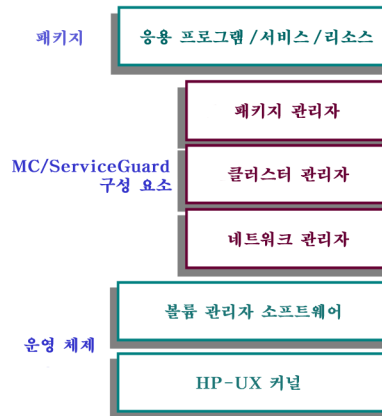 패키지
응용 프로그램/서비스/리소스
패키지 관리자
MC/ServiceGuard
구성 요소
클러스터 관리자
네트워크 관리자
볼륨 관리자 소프트웨어
운영 체제
HP-UX 커널